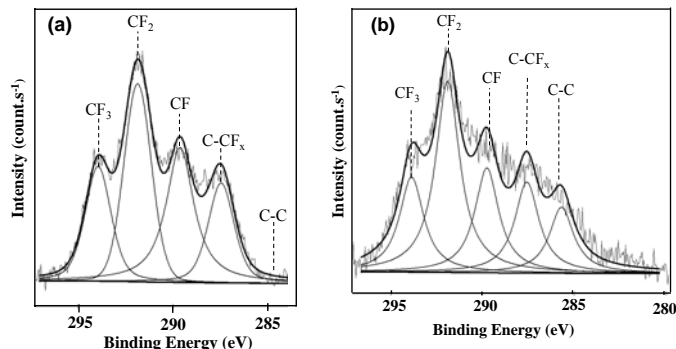 (a)
CF2
CF3
CF
C-CFx
C-C
Intensity (count.s-1)
295
290
285
Binding Energy (eV)
(b)
CF2
CF3
CF
C-CFx
C-C
Intensity (count.s-1)
295
290
285
280
Binding Energy (eV)